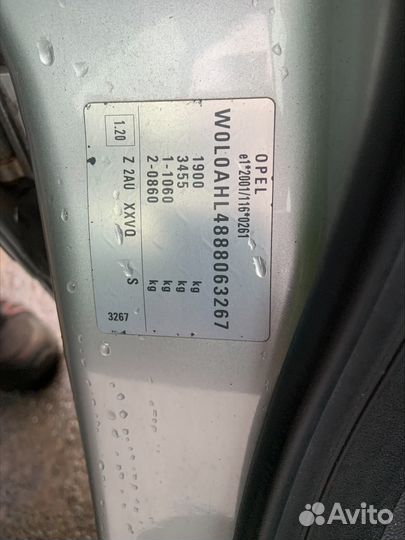 OPEL
e1*2001/116*0261
W0L0AHL4888063267
1900 kg
3455 kg
1-1060 kg
2-0860 kg
1.20 Z 2AU XXVQ S
3267
Avito